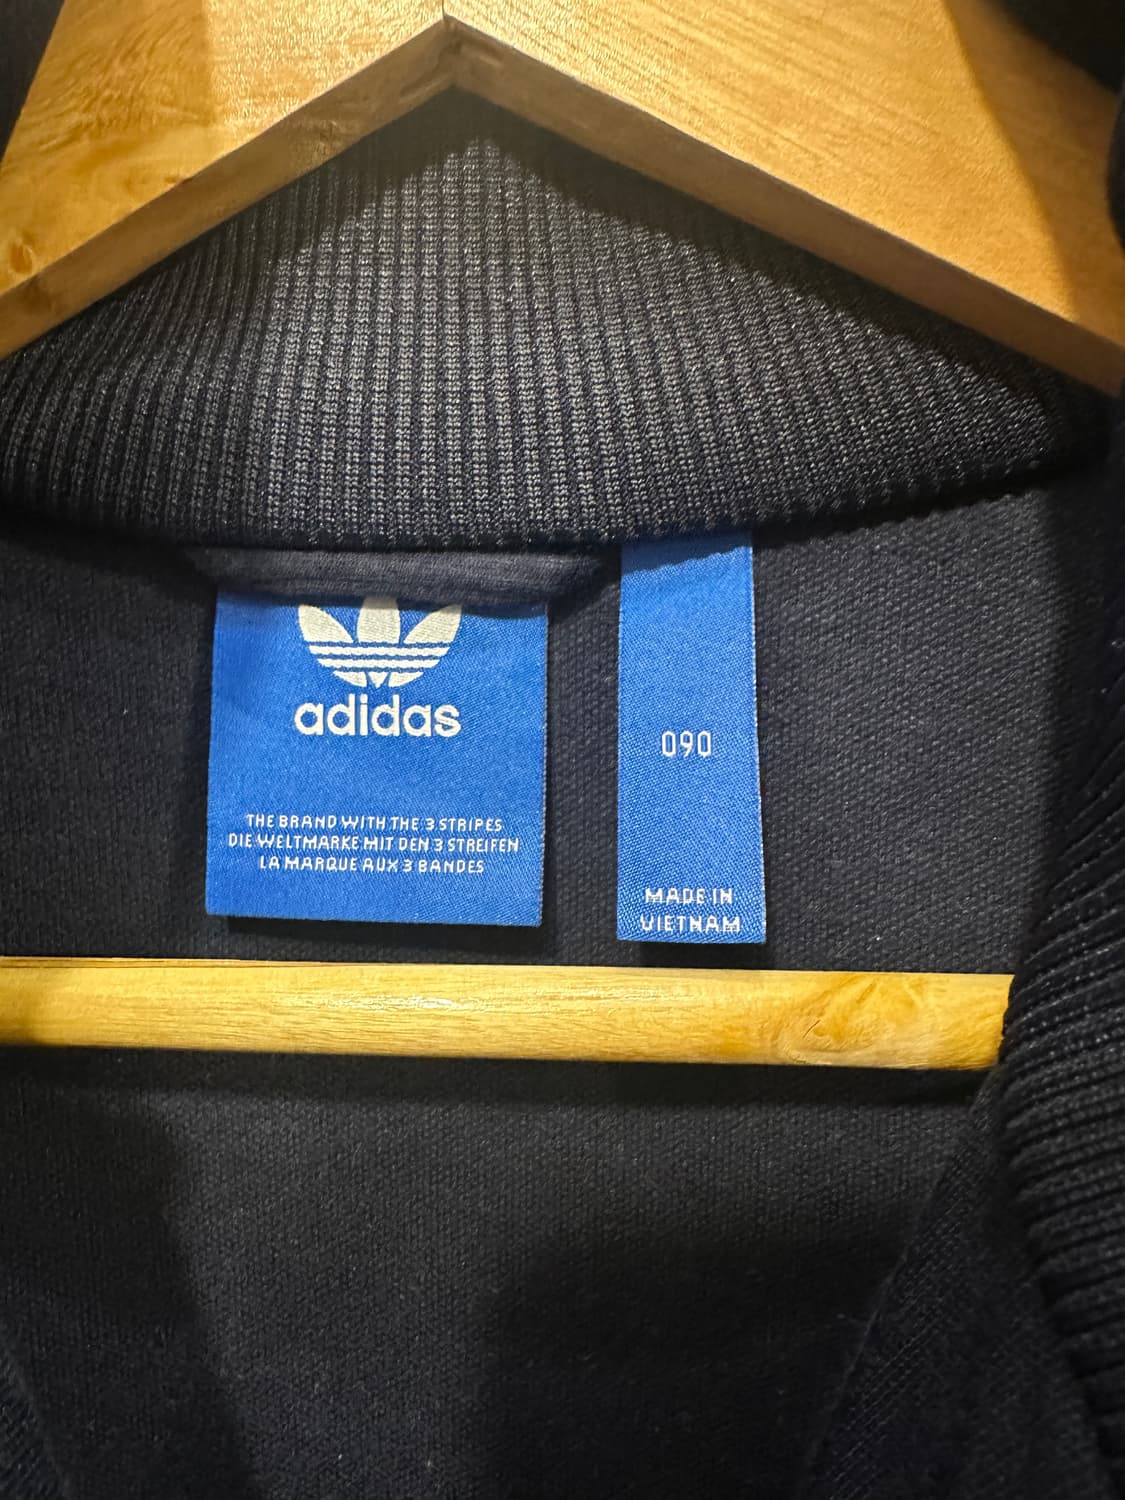 adidas
THE BRAND WITH THE 3 STRIPES
DIE WELTMARKE MIT DEN 3 STREIFEN
LA MARQUE AUX 3 BANDES
090
MADE IN
VIETNAM